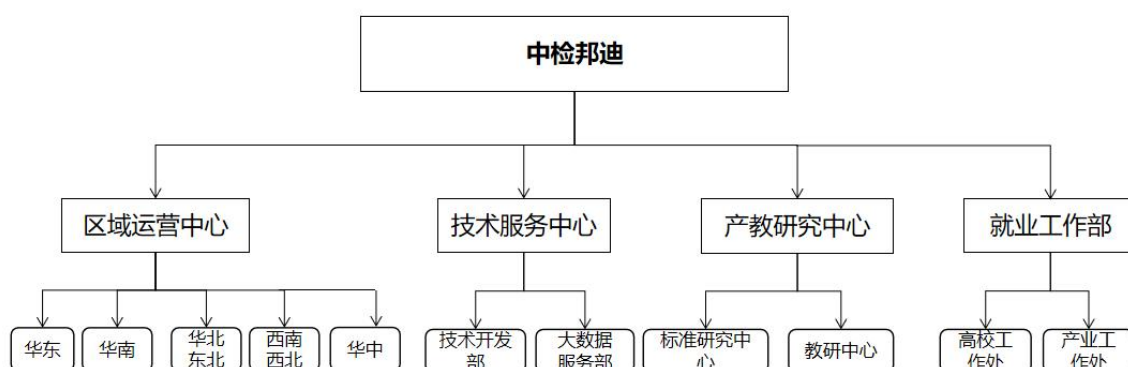 中检邦迪
区域运营中心
技术服务中心
产教研究中心
就业工作部
华东
华南
华北
东北
西南
西北
华中
技术开发
部
大数据
服务部
标准研究中
心
教研中心
高校工
作处
产业工
作处